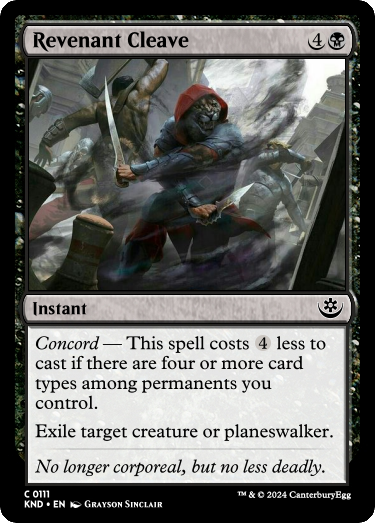 Revenant Cleave 4
Instant
Concord — This spell costs 4 less to
cast if there are four or more card
types among permanents you
control.
Exile target creature or planeswalker.
No longer corporeal, but no less deadly.
C 0111
KND • EN Grayson Sinclair
™ & © 2024 CanterburyEgg